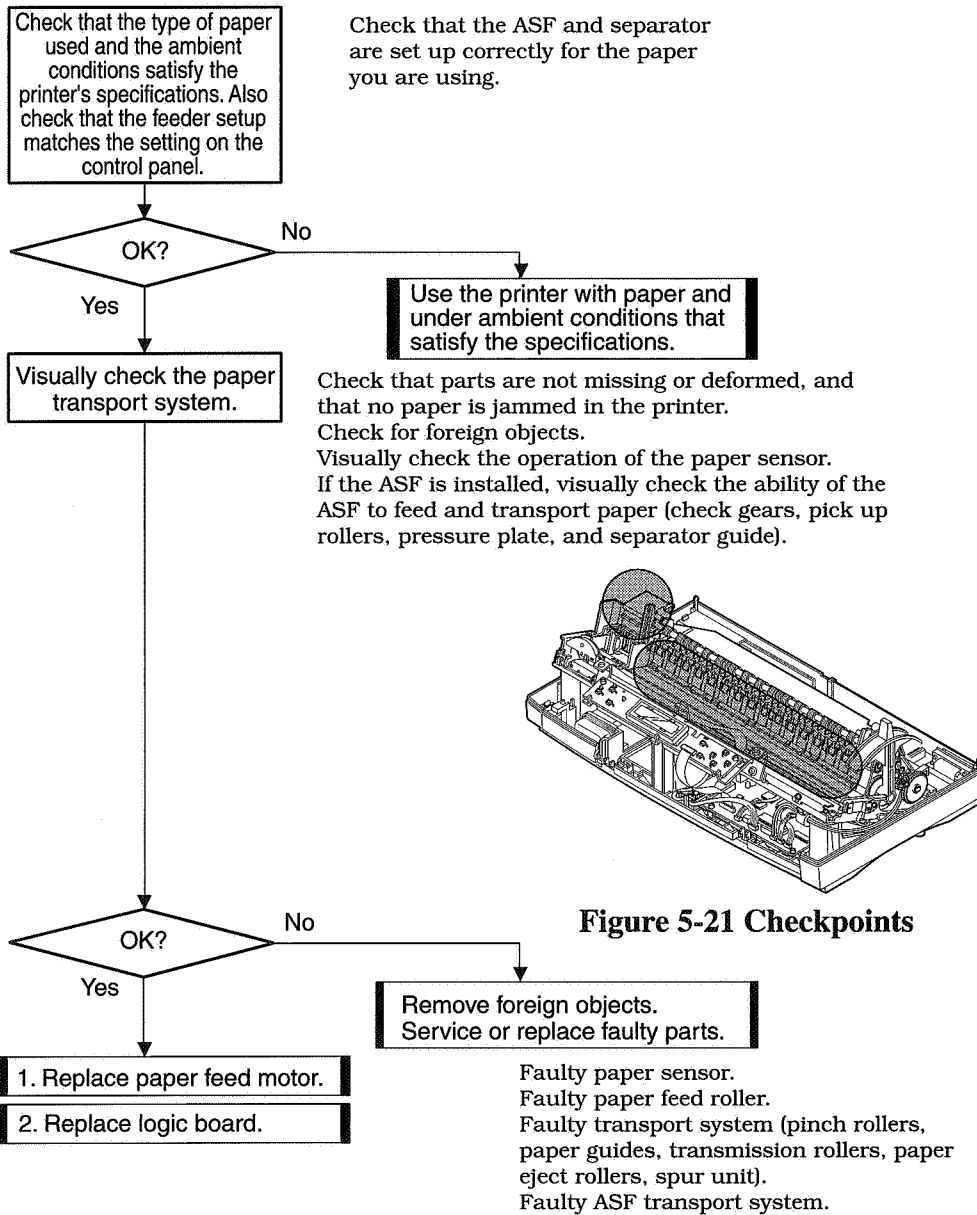 Check that the type of paper
used and the ambient
conditions satisfy the
printer's specifications. Also
check that the feeder setup
matches the setting on the
control panel.
Check that the ASF and separator
are set up correctly for the paper
you are using.
OK?
No
Yes
Use the printer with paper and
under ambient conditions that
satisfy the specifications.
Visually check the paper
transport system.
Check that parts are not missing or deformed, and
that no paper is jammed in the printer.
Check for foreign objects.
Visually check the operation of the paper sensor.
If the ASF is installed, visually check the ability of the
ASF to feed and transport paper (check gears, pick up
rollers, pressure plate, and separator guide).
Figure 5-21 Checkpoints
OK?
No
Yes
Remove foreign objects.
Service or replace faulty parts.
1. Replace paper feed motor.
2. Replace logic board.
Faulty paper sensor.
Faulty paper feed roller.
Faulty transport system (pinch rollers,
paper guides, transmission rollers, paper
eject rollers, spur unit).
Faulty ASF transport system.